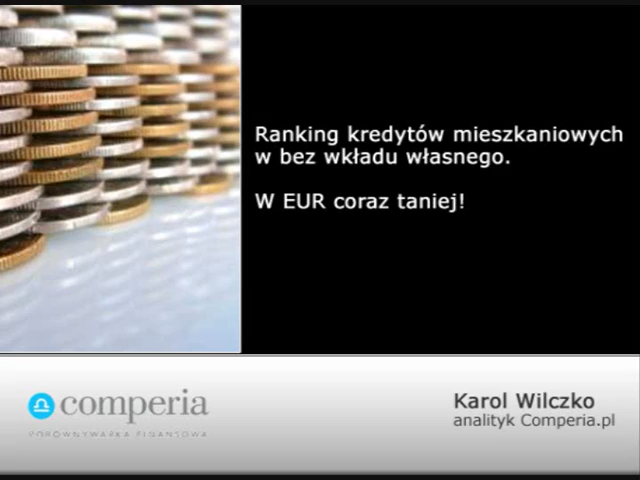 Ranking kredytów mieszkaniowych
w bez wkładu własnego.
W EUR coraz taniej!
comperia
PORÓWNYWARKA FINANSOWA
Karol Wilczko
analityk Comperia.pl